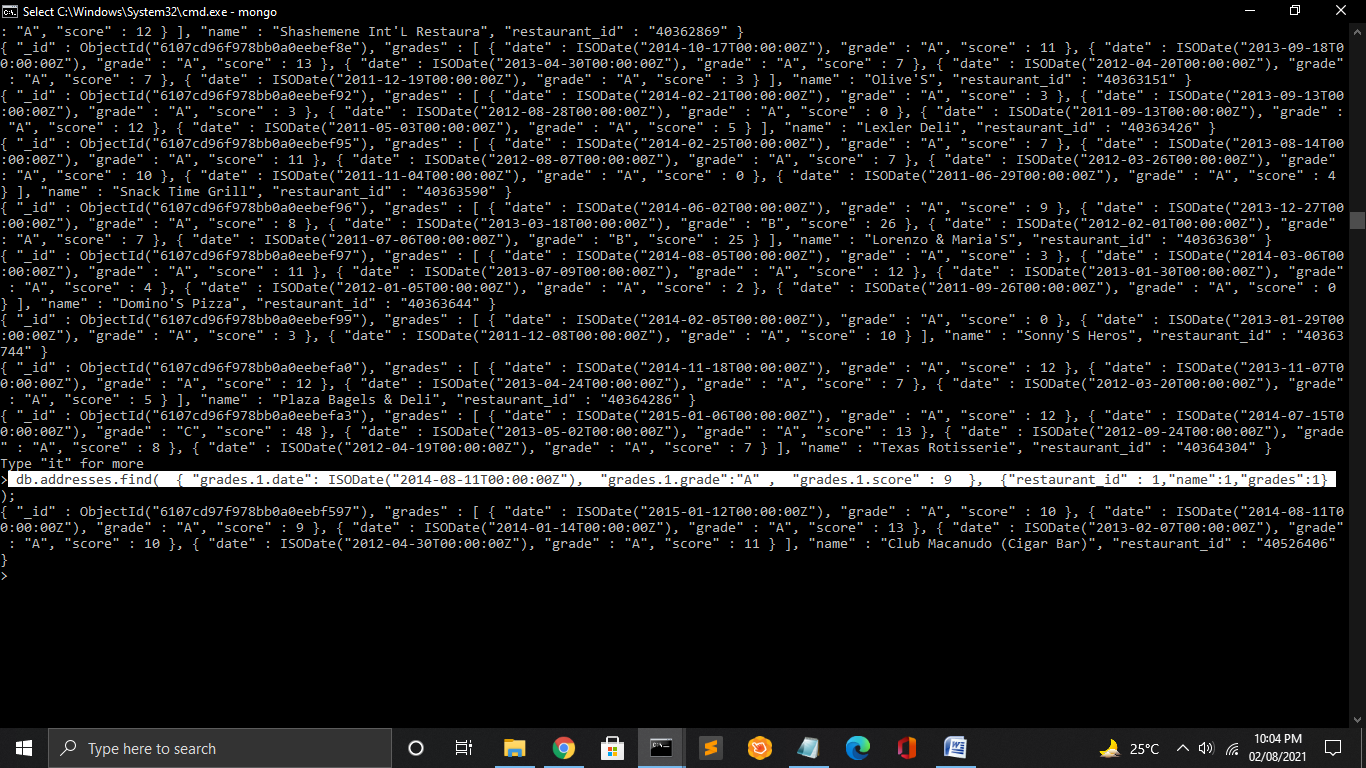 Select C:\Windows\System32\cmd.exe - mongo
: "A", "score" : 12 } ], "name" : "Shashemene Int'L Restaura", "restaurant_id" : "40362869" }
{ "_id" : ObjectId("6107cd96f978bb0a0eebef8e"), "grades" : [ { "date" : ISODate("2014-10-17T00:00:00Z"), "grade" : "A", "score" : 11 }, { "date" : ISODate("2013-09-18T0
0:00:00Z"), "grade" : "A", "score" : 13 }, { "date" : ISODate("2013-04-30T00:00:00Z"), "grade" : "A", "score" : 7 }, { "date" : ISODate("2012-04-20T00:00:00Z"), "grade"
: "A", "score" : 7 }, { "date" : ISODate("2011-12-19T00:00:00Z"), "grade" : "A", "score" : 3 } ], "name" : "Olive'S", "restaurant_id" : "40363151" }
{ "_id" : ObjectId("6107cd96f978bb0a0eebef92"), "grades" : [ { "date" : ISODate("2014-02-21T00:00:00Z"), "grade" : "A", "score" : 3 }, { "date" : ISODate("2013-09-13T00
:00:00Z"), "grade" : "A", "score" : 3 }, { "date" : ISODate("2012-08-28T00:00:00Z"), "grade" : "A", "score" : 0 }, { "date" : ISODate("2011-09-13T00:00:00Z"), "grade" :
"A", "score" : 12 }, { "date" : ISODate("2011-05-03T00:00:00Z"), "grade" : "A", "score" : 5 } ], "name" : "Lexler Deli", "restaurant_id" : "40363426" }
{ "_id" : ObjectId("6107cd96f978bb0a0eebef95"), "grades" : [ { "date" : ISODate("2014-02-25T00:00:00Z"), "grade" : "A", "score" : 7 }, { "date" : ISODate("2013-08-14T00
:00:00Z"), "grade" : "A", "score" : 11 }, { "date" : ISODate("2012-08-07T00:00:00Z"), "grade" : "A", "score" : 7 }, { "date" : ISODate("2012-03-26T00:00:00Z"), "grade"
: "A", "score" : 10 }, { "date" : ISODate("2011-11-04T00:00:00Z"), "grade" : "A", "score" : 0 }, { "date" : ISODate("2011-06-29T00:00:00Z"), "grade" : "A", "score" : 4
} ], "name" : "Snack Time Grill", "restaurant_id" : "40363590" }
{ "_id" : ObjectId("6107cd96f978bb0a0eebef96"), "grades" : [ { "date" : ISODate("2014-06-02T00:00:00Z"), "grade" : "A", "score" : 9 }, { "date" : ISODate("2013-12-27T00
:00:00Z"), "grade" : "A", "score" : 8 }, { "date" : ISODate("2013-03-18T00:00:00Z"), "grade" : "B", "score" : 26 }, { "date" : ISODate("2012-02-01T00:00:00Z"), "grade"
: "A", "score" : 7 }, { "date" : ISODate("2011-07-06T00:00:00Z"), "grade" : "B", "score" : 25 } ], "name" : "Lorenzo & Maria'S", "restaurant_id" : "40363630" }
{ "_id" : ObjectId("6107cd96f978bb0a0eebef97"), "grades" : [ { "date" : ISODate("2014-08-05T00:00:00Z"), "grade" : "A", "score" : 3 }, { "date" : ISODate("2014-03-06T00
:00:00Z"), "grade" : "A", "score" : 11 }, { "date" : ISODate("2013-07-09T00:00:00Z"), "grade" : "A", "score" : 12 }, { "date" : ISODate("2013-01-30T00:00:00Z"), "grade"
: "A", "score" : 4 }, { "date" : ISODate("2012-01-05T00:00:00Z"), "grade" : "A", "score" : 2 }, { "date" : ISODate("2011-09-26T00:00:00Z"), "grade" : "A", "score" : 0
} ], "name" : "Domino'S Pizza", "restaurant_id" : "40363644" }
{ "_id" : ObjectId("6107cd96f978bb0a0eebef99"), "grades" : [ { "date" : ISODate("2014-02-05T00:00:00Z"), "grade" : "A", "score" : 0 }, { "date" : ISODate("2013-01-29T00
:00:00Z"), "grade" : "A", "score" : 3 }, { "date" : ISODate("2011-12-08T00:00:00Z"), "grade" : "A", "score" : 10 } ], "name" : "Sonny'S Heros", "restaurant_id" : "40363
744" }
{ "_id" : ObjectId("6107cd96f978bb0a0eebefa0"), "grades" : [ { "date" : ISODate("2014-11-18T00:00:00Z"), "grade" : "A", "score" : 12 }, { "date" : ISODate("2013-11-07T0
0:00:00Z"), "grade" : "A", "score" : 12 }, { "date" : ISODate("2013-04-24T00:00:00Z"), "grade" : "A", "score" : 7 }, { "date" : ISODate("2012-03-20T00:00:00Z"), "grade"
: "A", "score" : 5 } ], "name" : "Plaza Bagels & Deli", "restaurant_id" : "40364286" }
{ "_id" : ObjectId("6107cd96f978bb0a0eebefa3"), "grades" : [ { "date" : ISODate("2015-01-06T00:00:00Z"), "grade" : "A", "score" : 12 }, { "date" : ISODate("2014-07-15T0
0:00:00Z"), "grade" : "C", "score" : 48 }, { "date" : ISODate("2013-05-02T00:00:00Z"), "grade" : "A", "score" : 13 }, { "date" : ISODate("2012-09-24T00:00:00Z"), "grade
" : "A", "score" : 8 }, { "date" : ISODate("2012-04-19T00:00:00Z"), "grade" : "A", "score" : 7 } ], "name" : "Texas Rotisserie", "restaurant_id" : "40364304" }
Type "it" for more
> db.addresses.find(  { "grades.1.date": ISODate("2014-08-11T00:00:00Z"),  "grades.1.grade":"A" ,  "grades.1.score" : 9  },  {"restaurant_id" : 1,"name":1,"grades":1}
);
{ "_id" : ObjectId("6107cd97f978bb0a0eebf597"), "grades" : [ { "date" : ISODate("2015-01-12T00:00:00Z"), "grade" : "A", "score" : 10 }, { "date" : ISODate("2014-08-11T0
0:00:00Z"), "grade" : "A", "score" : 9 }, { "date" : ISODate("2014-01-14T00:00:00Z"), "grade" : "A", "score" : 13 }, { "date" : ISODate("2013-02-07T00:00:00Z"), "grade"
: "A", "score" : 10 }, { "date" : ISODate("2012-04-30T00:00:00Z"), "grade" : "A", "score" : 11 } ], "name" : "Club Macanudo (Cigar Bar)", "restaurant_id" : "40526406"
}
>
Type here to search
25°C
10:04 PM
02/08/2021